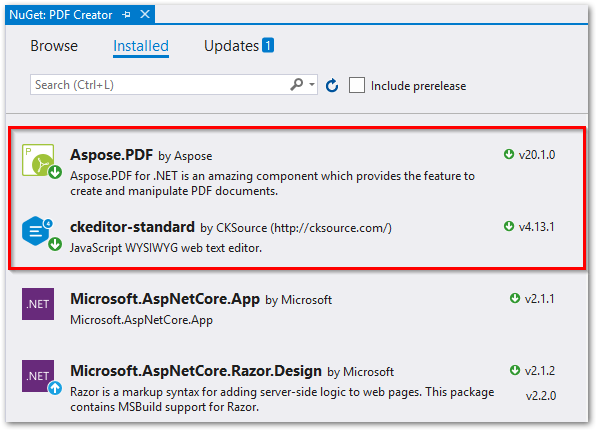 NuGet: PDF Creator
Browse Installed Updates 1
Search (Ctrl+L) Include prerelease
P
Aspose.PDF by Aspose v20.1.0
Aspose.PDF for .NET is an amazing component which provides the feature to
create and manipulate PDF documents.
4
ckeditor-standard by CKSource (http://cksource.com/) v4.13.1
JavaScript WYSIWYG web text editor.
.NET
Microsoft.AspNetCore.App by Microsoft v2.1.1
Microsoft.AspNetCore.App
.NET
Microsoft.AspNetCore.Razor.Design by Microsoft v2.1.2
Razor is a markup syntax for adding server-side logic to web pages. This package v2.2.0
contains MSBuild support for Razor.